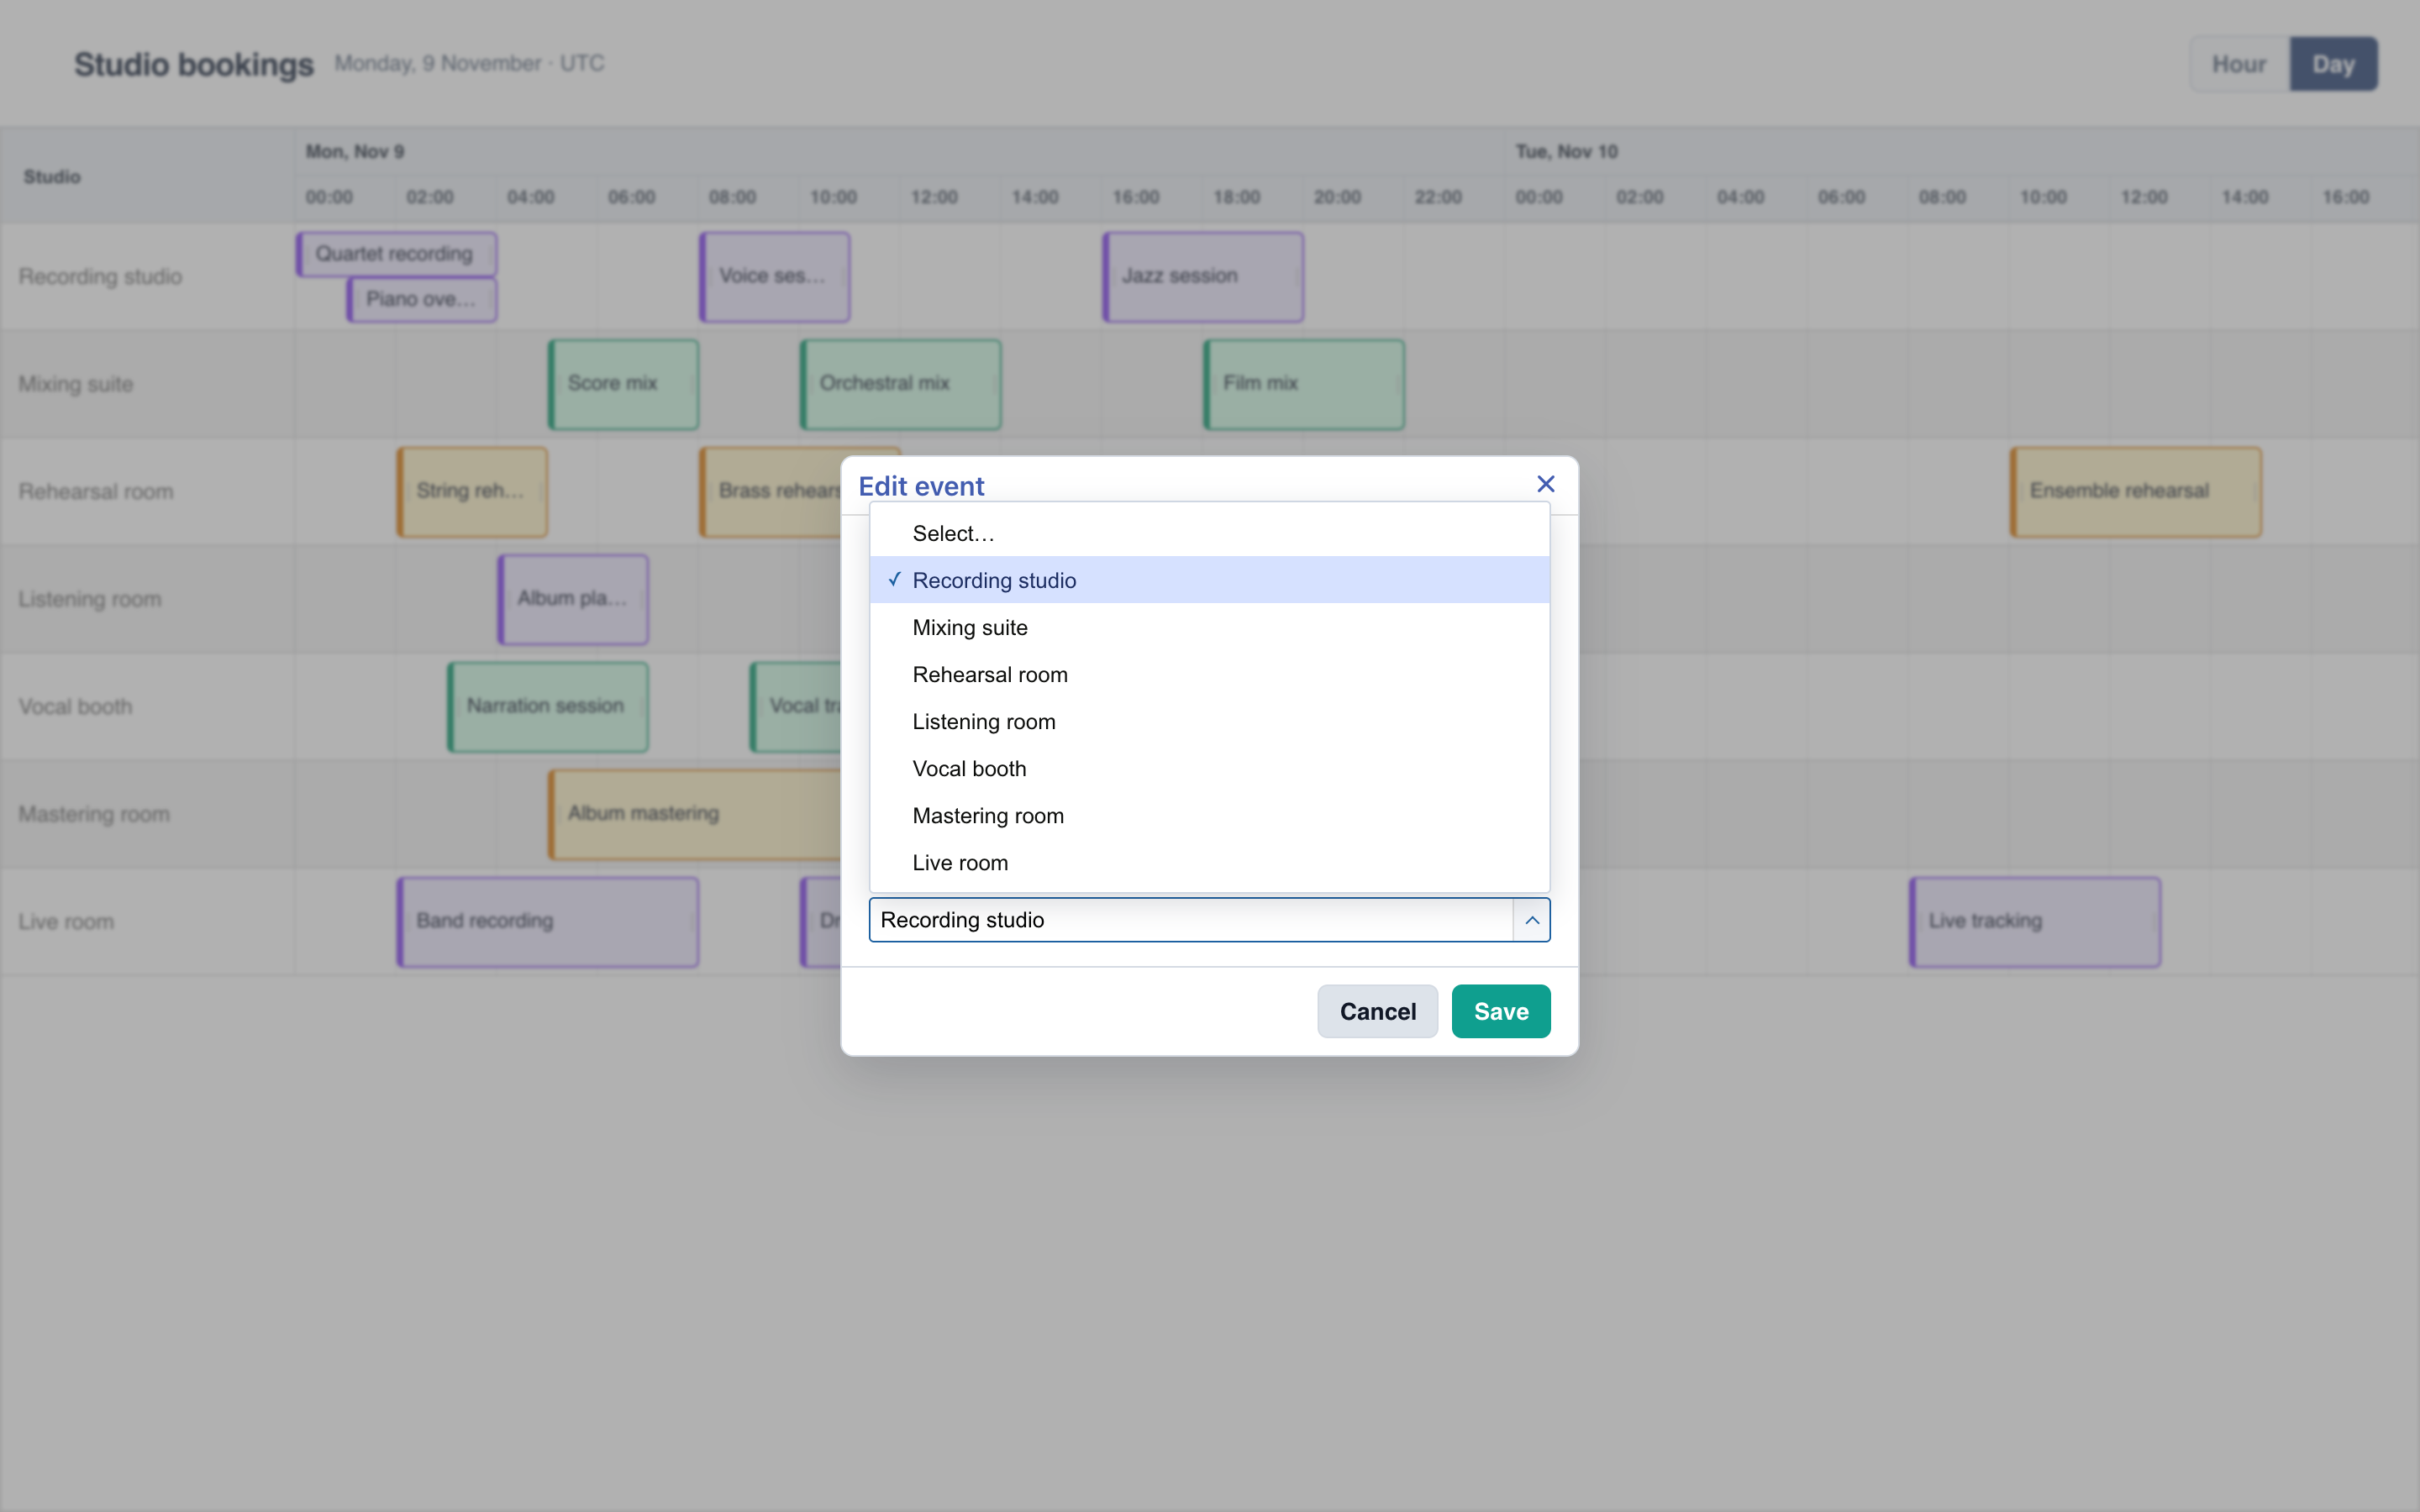 Studio bookings Monday, 9 November · UTC
Hour Day
Studio
Mon, Nov 9 Tue, Nov 10
00:00 02:00 04:00 06:00 08:00 10:00 12:00 14:00 16:00 18:00 20:00 22:00 00:00 02:00 04:00 06:00 08:00 10:00 12:00 14:00 16:00
Recording studio
Quartet recording
Piano ove…
Voice ses…
Jazz session
Mixing suite
Score mix
Orchestral mix
Film mix
Rehearsal room
String reh…
Brass rehears
Ensemble rehearsal
Listening room
Album pla…
Vocal booth
Narration session
Vocal tra
Mastering room
Album mastering
Live room
Band recording
Dr
Live tracking
Edit event
Select…
✓ Recording studio
Mixing suite
Rehearsal room
Listening room
Vocal booth
Mastering room
Live room
Recording studio
Cancel
Save